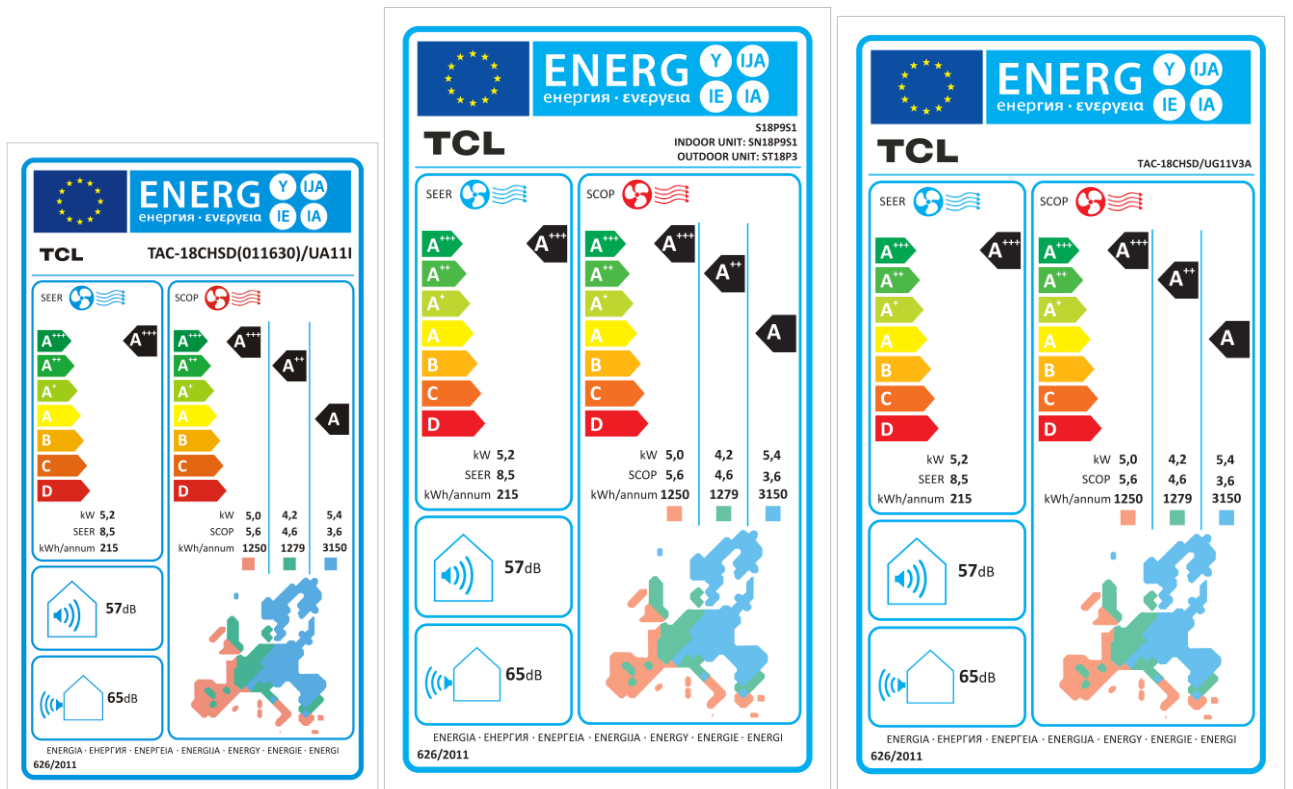 ENERG Y IJA
енергия · ενεργεια IE IA
TCL TAC-18CHSD(011630)/UA11I
SEER SCOP
A+++ A+++ A+++ A+++
A++ A++ A++
A+ A+
A A A
B B
C C
D D
kW 5,2 kW 5,0 4,2 5,4
SEER 8,5 SCOP 5,6 4,6 3,6
kWh/annum 215 kWh/annum 1250 1279 3150
57dB
65dB
ENERGIA · ЕНЕРГИЯ · ΕΝΕΡΓΕΙΑ · ENERGIJA · ENERGY · ENERGIE · ENERGI
626/2011
ENERG Y IJA
енергия · ενεργεια IE IA
S18P9S1
TCL INDOOR UNIT: SN18P9S1
OUTDOOR UNIT: ST18P3
SEER SCOP
A+++ A+++ A+++ A+++
A++ A++ A++
A+ A+
A A A
B B
C C
D D
kW 5,2 kW 5,0 4,2 5,4
SEER 8,5 SCOP 5,6 4,6 3,6
kWh/annum 215 kWh/annum 1250 1279 3150
57dB
65dB
ENERGIA · ЕНЕРГИЯ · ΕΝΕΡΓΕΙΑ · ENERGIJA · ENERGY · ENERGIE · ENERGI
626/2011
ENERG Y IJA
енергия · ενεργεια IE IA
TCL TAC-18CHSD/UG11V3A
SEER SCOP
A+++ A+++ A+++ A+++
A++ A++ A++
A+ A+
A A A
B B
C C
D D
kW 5,2 kW 5,0 4,2 5,4
SEER 8,5 SCOP 5,6 4,6 3,6
kWh/annum 215 kWh/annum 1250 1279 3150
57dB
65dB
ENERGIA · ЕНЕРГИЯ · ΕΝΕΡΓΕΙΑ · ENERGIJA · ENERGY · ENERGIE · ENERGI
626/2011